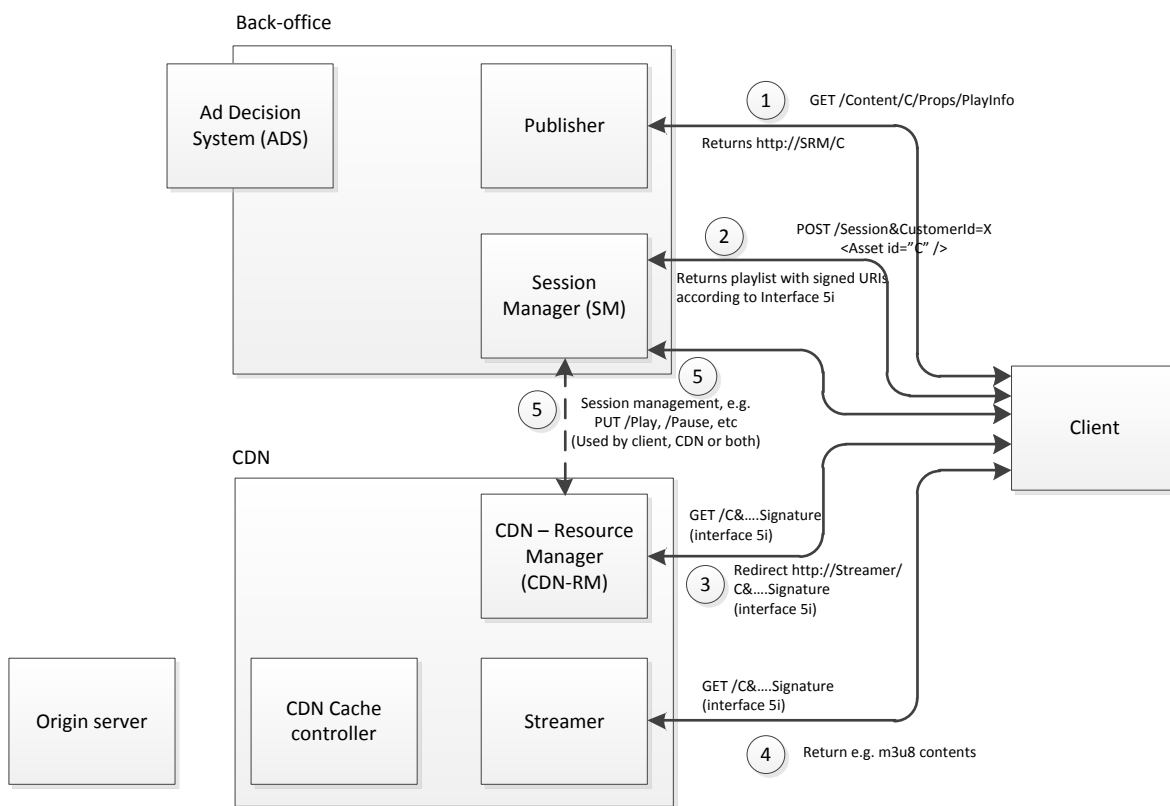 Back-office
Ad Decision
System (ADS)
Publisher
1
GET /Content/C/Props/PlayInfo
Returns http://SRM/C
2
POST /Session&CustomerId=X
<Asset id=”C” />
Session
Manager (SM)
Returns playlist with signed URIs
according to Interface 5i
5
5
Session management, e.g.
PUT /Play, /Pause, etc
(Used by client, CDN or both)
Client
CDN
CDN – Resource
Manager
(CDN-RM)
GET /C&....Signature
(interface 5i)
3
Redirect http://Streamer/
C&....Signature
(interface 5i)
Origin server
CDN Cache
controller
Streamer
GET /C&....Signature
(interface 5i)
4
Return e.g. m3u8 contents